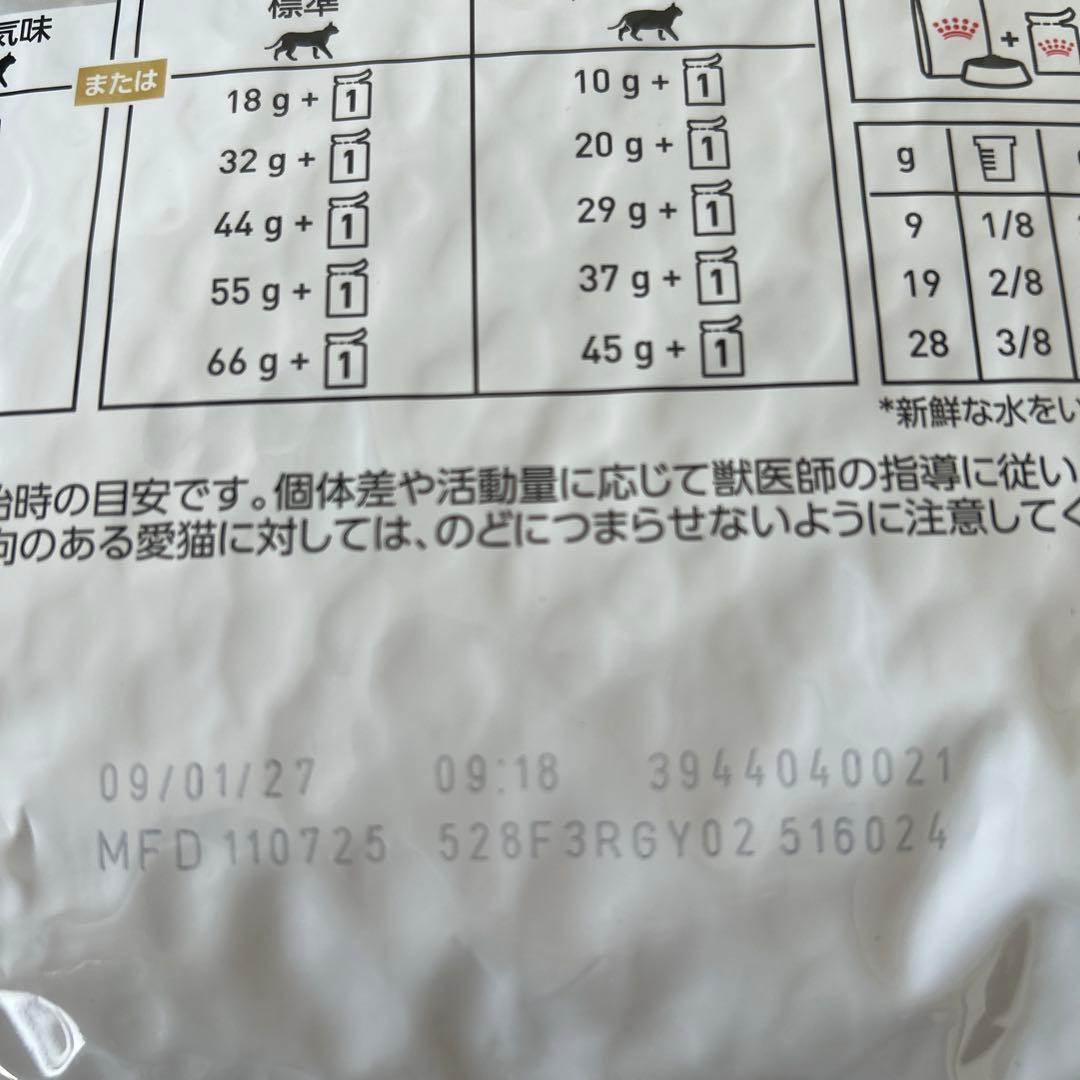 気味
標準
または
18 g + 1
10 g + 1
32 g + 1
20 g + 1
44 g + 1
29 g + 1
55 g + 1
37 g + 1
66 g + 1
45 g + 1
+
g
9 1/8
19 2/8
28 3/8
*新鮮な水をい
時の目安です。個体差や活動量に応じて獣医師の指導に従い
向のある愛猫に対しては、のどにつまらせないように注意してく
09/01/27 09:18 3944040021
MFD 110725 528F3RGY02 516024